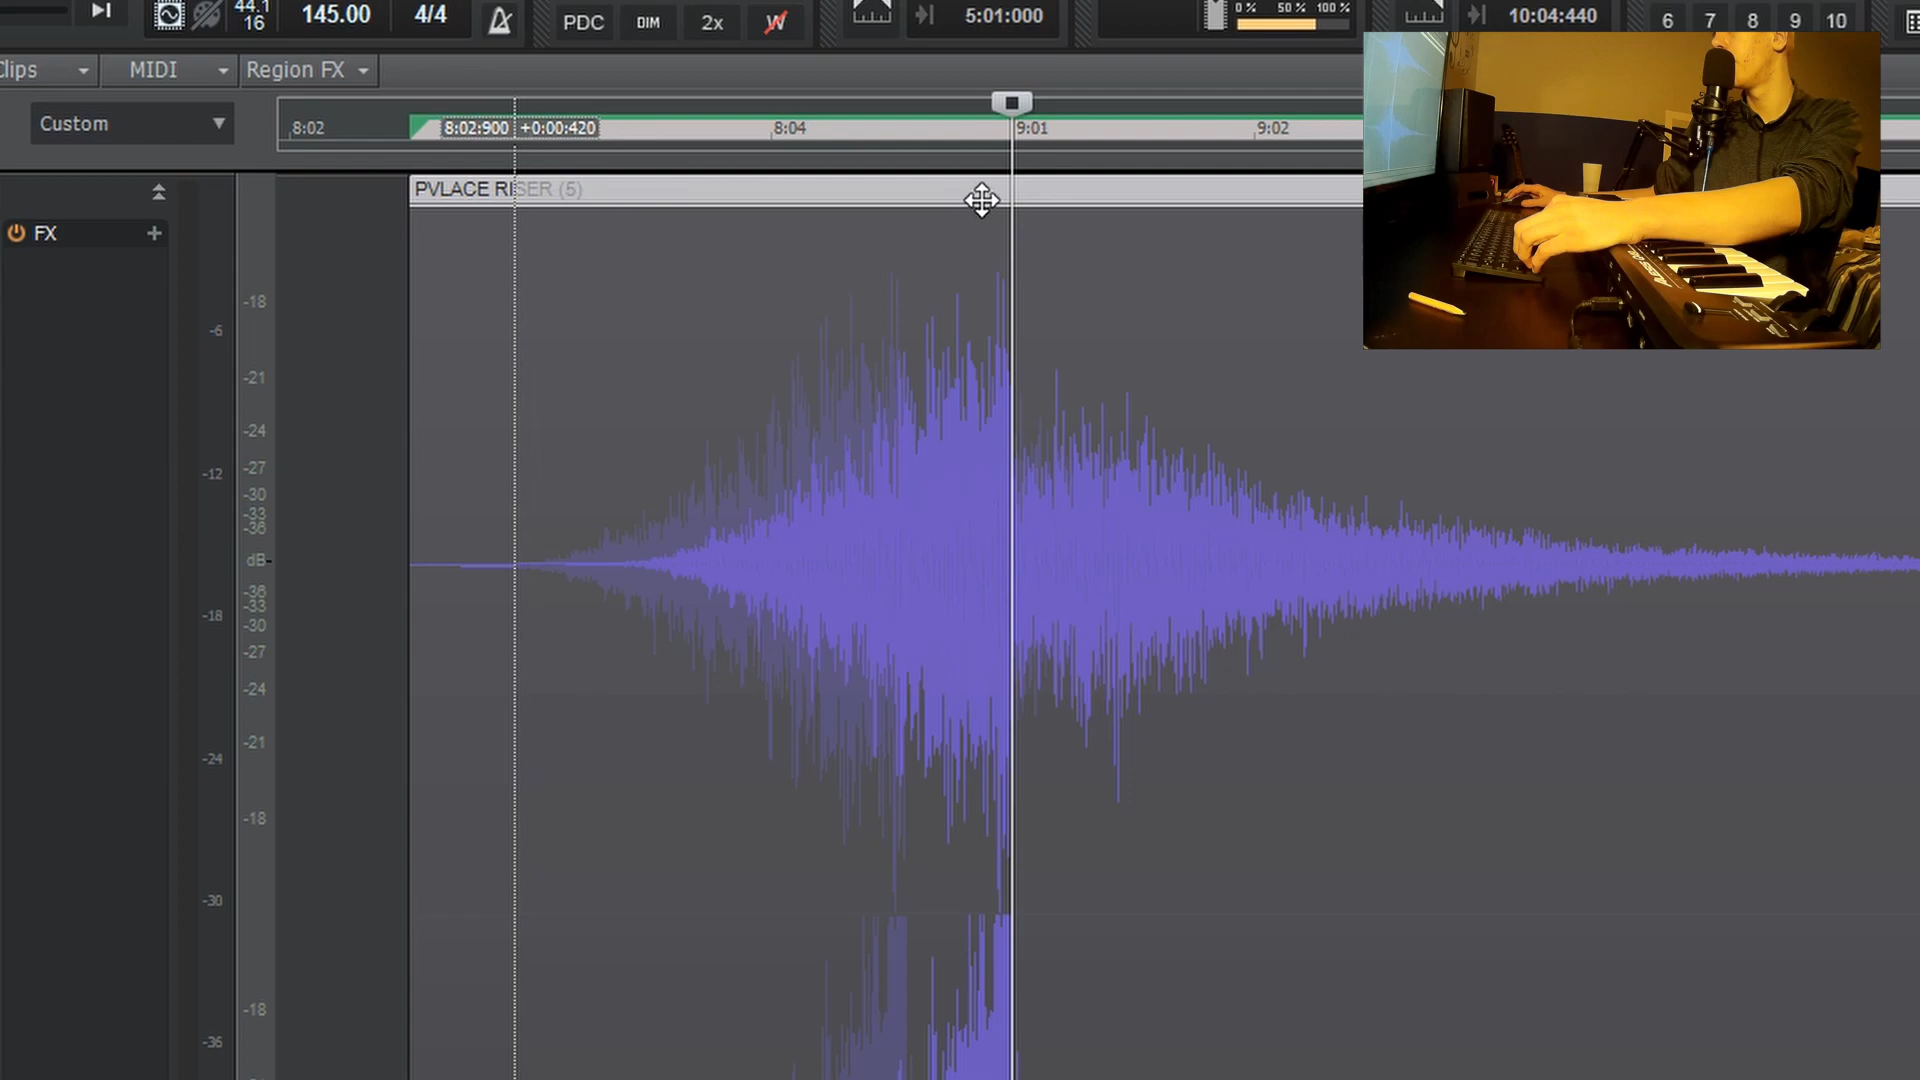 44.1
16
145.00
4/4
PDC
DIM
2x
W
5:01:000
0 % 50 % 100 %
10:04:440
6 7 8 9 10
Clips
MIDI
Region FX
Custom
8:02
8:02:900
+0:00:420
8:04
9:01
9:02
PVLACE RISER (5)
FX
-6
-12
-18
-24
-30
-36
-18
-21
-24
-27
-30
-33
-36
dB-
-36
-33
-30
-27
-24
-21
-18
-18
ALESIS